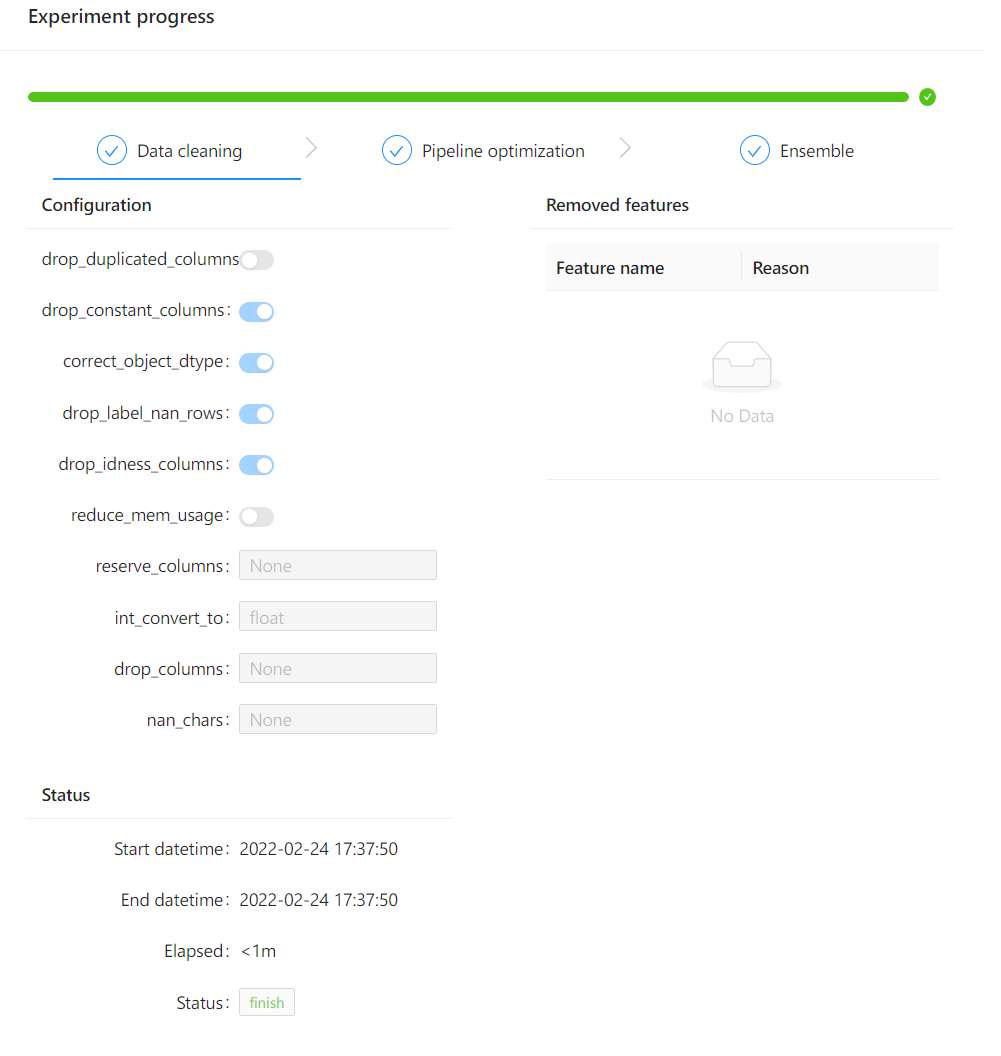 Experiment progress
Data cleaning
Pipeline optimization
Ensemble
Configuration
drop_duplicated_columns
drop_constant_columns:
correct_object_dtype:
drop_label_nan_rows:
drop_idness_columns:
reduce_mem_usage:
reserve_columns: None
int_convert_to: float
drop_columns: None
nan_chars: None
Removed features
Feature name Reason
No Data
Status
Start datetime: 2022-02-24 17:37:50
End datetime: 2022-02-24 17:37:50
Elapsed: <1m
Status: finish